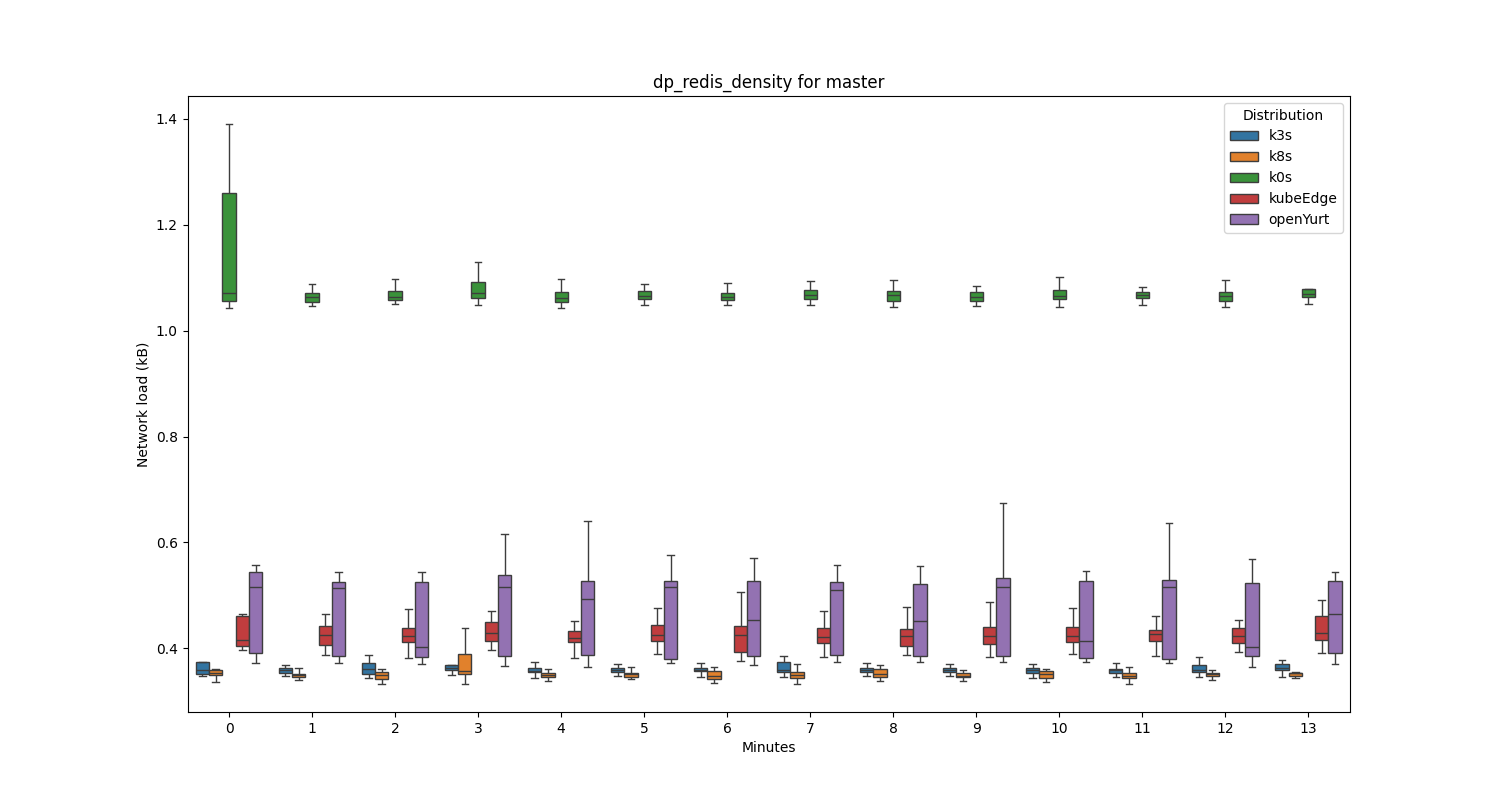 dp_redis_density for master
Distribution
k3s
k8s
k0s
kubeEdge
openYurt
Network load (kB)
1.4
1.2
1.0
0.8
0.6
0.4
0 1 2 3 4 5 6 7 8 9 10 11 12 13
Minutes